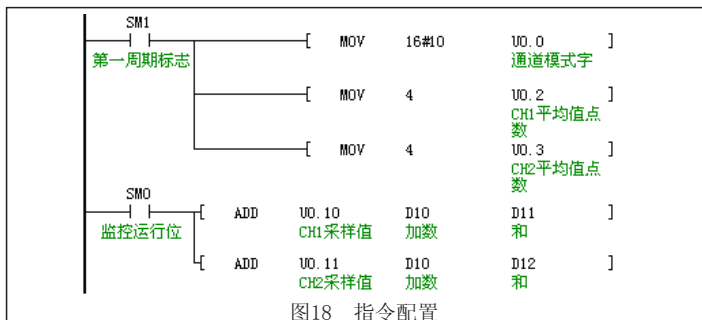 SM1
[ MOV 16#10 U0.0 ]
第一周期标志 通道模式字
[ MOV 4 U0.2 ]
CH1平均值点
数
[ MOV 4 U0.3 ]
CH2平均值点
数
SM0
[ ADD U0.10 D10 D11 ]
监控运行位 CH1采样值 加数 和
[ ADD U0.11 D10 D12 ]
CH2采样值 加数 和
图18 指令配置